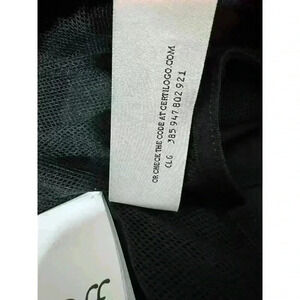 OR CHECK THE CODE AT CERTILOGO.COM
CLG 385 947 802 921